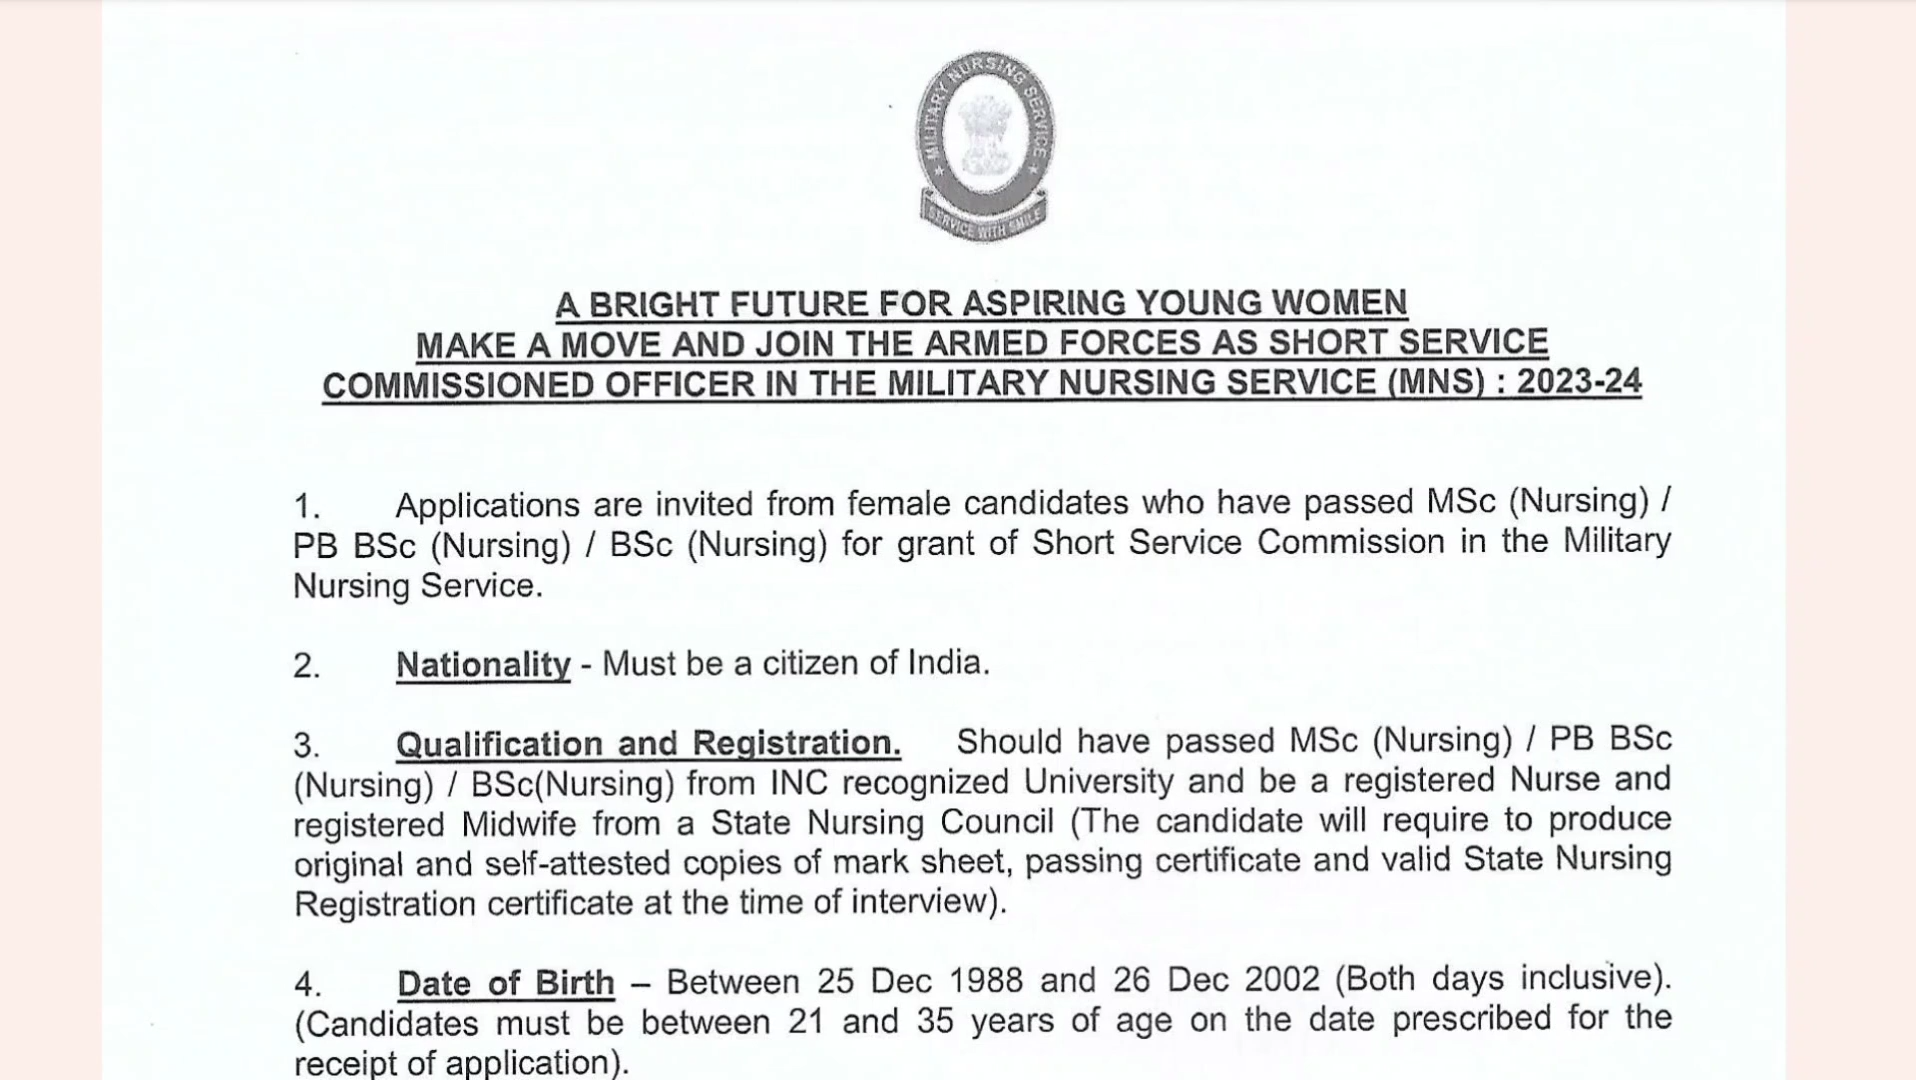 MILITARY NURSING SERVICE
SERVICE WITH SMILE
A BRIGHT FUTURE FOR ASPIRING YOUNG WOMEN
MAKE A MOVE AND JOIN THE ARMED FORCES AS SHORT SERVICE
COMMISSIONED OFFICER IN THE MILITARY NURSING SERVICE (MNS) : 2023-24
1. Applications are invited from female candidates who have passed MSc (Nursing) /
PB BSc (Nursing) / BSc (Nursing) for grant of Short Service Commission in the Military
Nursing Service.
2. Nationality - Must be a citizen of India.
3. Qualification and Registration. Should have passed MSc (Nursing) / PB BSc
(Nursing) / BSc(Nursing) from INC recognized University and be a registered Nurse and
registered Midwife from a State Nursing Council (The candidate will require to produce
original and self-attested copies of mark sheet, passing certificate and valid State Nursing
Registration certificate at the time of interview).
4. Date of Birth – Between 25 Dec 1988 and 26 Dec 2002 (Both days inclusive).
(Candidates must be between 21 and 35 years of age on the date prescribed for the
receipt of application).